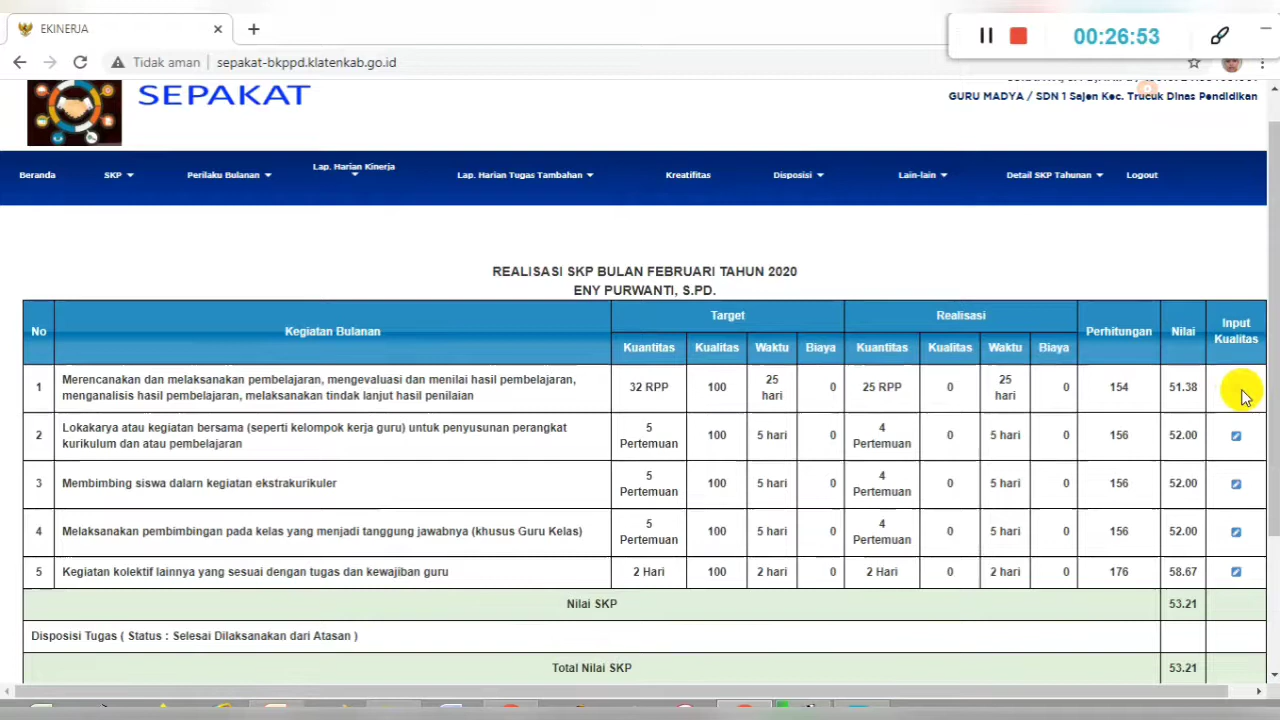 EKINERJA
00:26:53
Tidak aman
sepakat-bkppd.klatenkab.go.id
SEPAKAT
GURU MADYA / SDN 1 Sajen Kec. Trucuk Dinas Pendidikan
Beranda SKP Perilaku Bulanan Lap. Harian Kinerja Lap. Harian Tugas Tambahan Kreatifitas Disposisi Lain-lain Detail SKP Tahunan Logout
REALISASI SKP BULAN FEBRUARI TAHUN 2020
ENY PURWANTI, S.PD.
No Kegiatan Bulanan Target Realisasi Perhitungan Nilai Input Kualitas
Kuantitas Kualitas Waktu Biaya Kuantitas Kualitas Waktu Biaya
1 Merencanakan dan melaksanakan pembelajaran, mengevaluasi dan menilai hasil pembelajaran, 32 RPP 100 25 hari 0 25 RPP 0 25 hari 0 154 51.38
menganalisis hasil pembelajaran, melaksanakan tindak lanjut hasil penilaian
2 Lokakarya atau kegiatan bersama (seperti kelompok kerja guru) untuk penyusunan perangkat 5 Pertemuan 100 5 hari 0 4 Pertemuan 0 5 hari 0 156 52.00
kurikulum dan atau pembelajaran
3 Membimbing siswa dalarn kegiatan ekstrakurikuler 5 Pertemuan 100 5 hari 0 4 Pertemuan 0 5 hari 0 156 52.00
4 Melaksanakan pembimbingan pada kelas yang menjadi tanggung jawabnya (khusus Guru Kelas) 5 Pertemuan 100 5 hari 0 4 Pertemuan 0 5 hari 0 156 52.00
5 Kegiatan kolektif lainnya yang sesuai dengan tugas dan kewajiban guru 2 Hari 100 2 hari 0 2 Hari 0 2 hari 0 176 58.67
Nilai SKP 53.21
Disposisi Tugas ( Status : Selesai Dilaksanakan dari Atasan )
Total Nilai SKP 53.21